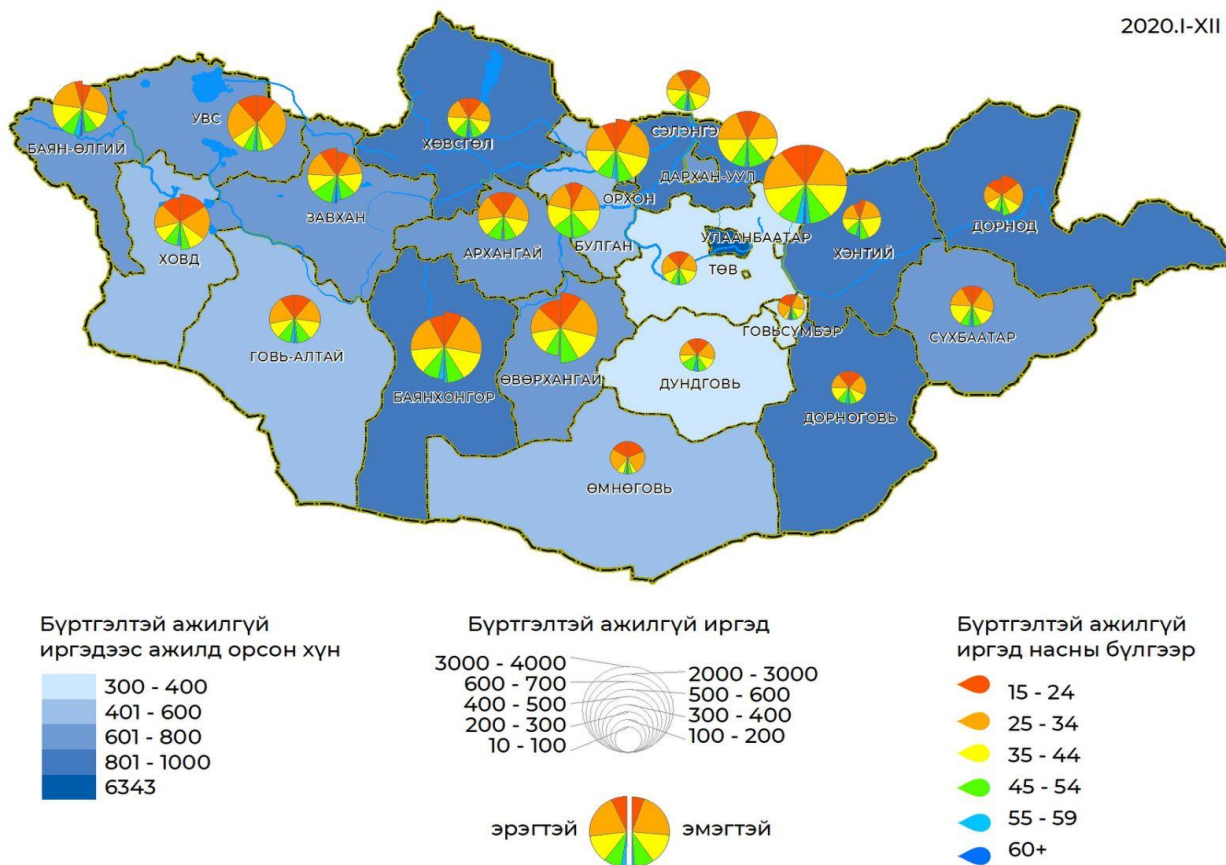 2020.I-XII
БАЯН-ӨЛГИЙ
УВС
ХӨВСГӨЛ
СЭЛЭНГЭ
ДАРХАН-УУЛ
ОРХОН
ЗАВХАН
АРХАНГАЙ
БУЛГАН
УЛААНБААТАР
ХЭНТИЙ
ДОРНОД
ХОВД
ТӨВ
ГОВЬСҮМБЭР
СҮХБААТАР
ГОВЬ-АЛТАЙ
БАЯНХОНГОР
ӨВӨРХАНГАЙ
ДУНДГОВЬ
ДОРНОГОВЬ
ӨМНӨГОВЬ
Бүртгэлтэй ажилгүй
иргэдээс ажилд орсон хүн
300 - 400
401 - 600
601 - 800
801 - 1000
6343
Бүртгэлтэй ажилгүй иргэд
3000 - 4000
600 - 700
400 - 500
200 - 300
10 - 100
2000 - 3000
500 - 600
300 - 400
100 - 200
эрэгтэй эмэгтэй
Бүртгэлтэй ажилгүй
иргэд насны бүлгээр
15 - 24
25 - 34
35 - 44
45 - 54
55 - 59
60+